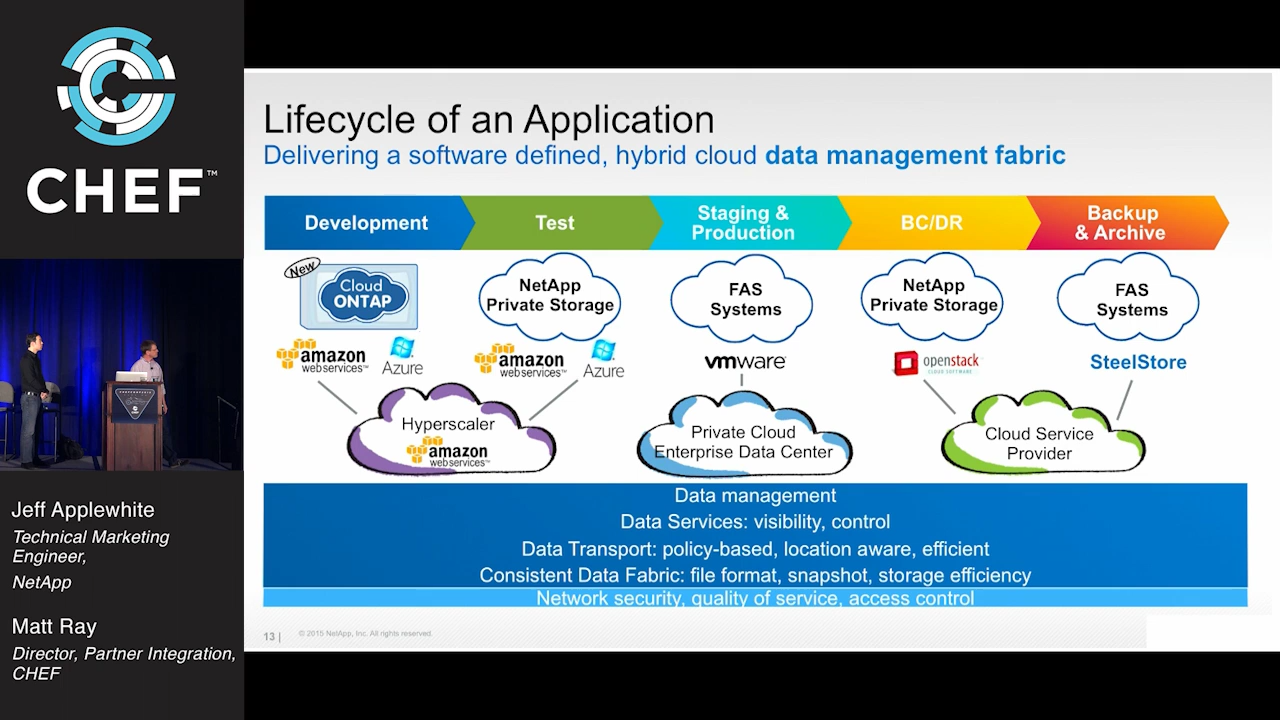 CHEF™
Jeff Applewhite
Technical Marketing
Engineer,
NetApp
Matt Ray
Director, Partner Integration,
CHEF
Lifecycle of an Application
Delivering a software defined, hybrid cloud data management fabric
Development
Test
Staging &
Production
BC/DR
Backup
& Archive
New
Cloud
ONTAP
NetApp
Private Storage
FAS
Systems
NetApp
Private Storage
FAS
Systems
amazon
webservices™
Azure
amazon
webservices™
Azure
vmware
openstack
CLOUD SOFTWARE
SteelStore
Hyperscaler
amazon
webservices™
Private Cloud
Enterprise Data Center
Cloud Service
Provider
Data management
Data Services: visibility, control
Data Transport: policy-based, location aware, efficient
Consistent Data Fabric: file format, snapshot, storage efficiency
Network security, quality of service, access control
13 |
© 2015 NetApp, Inc. All rights reserved.